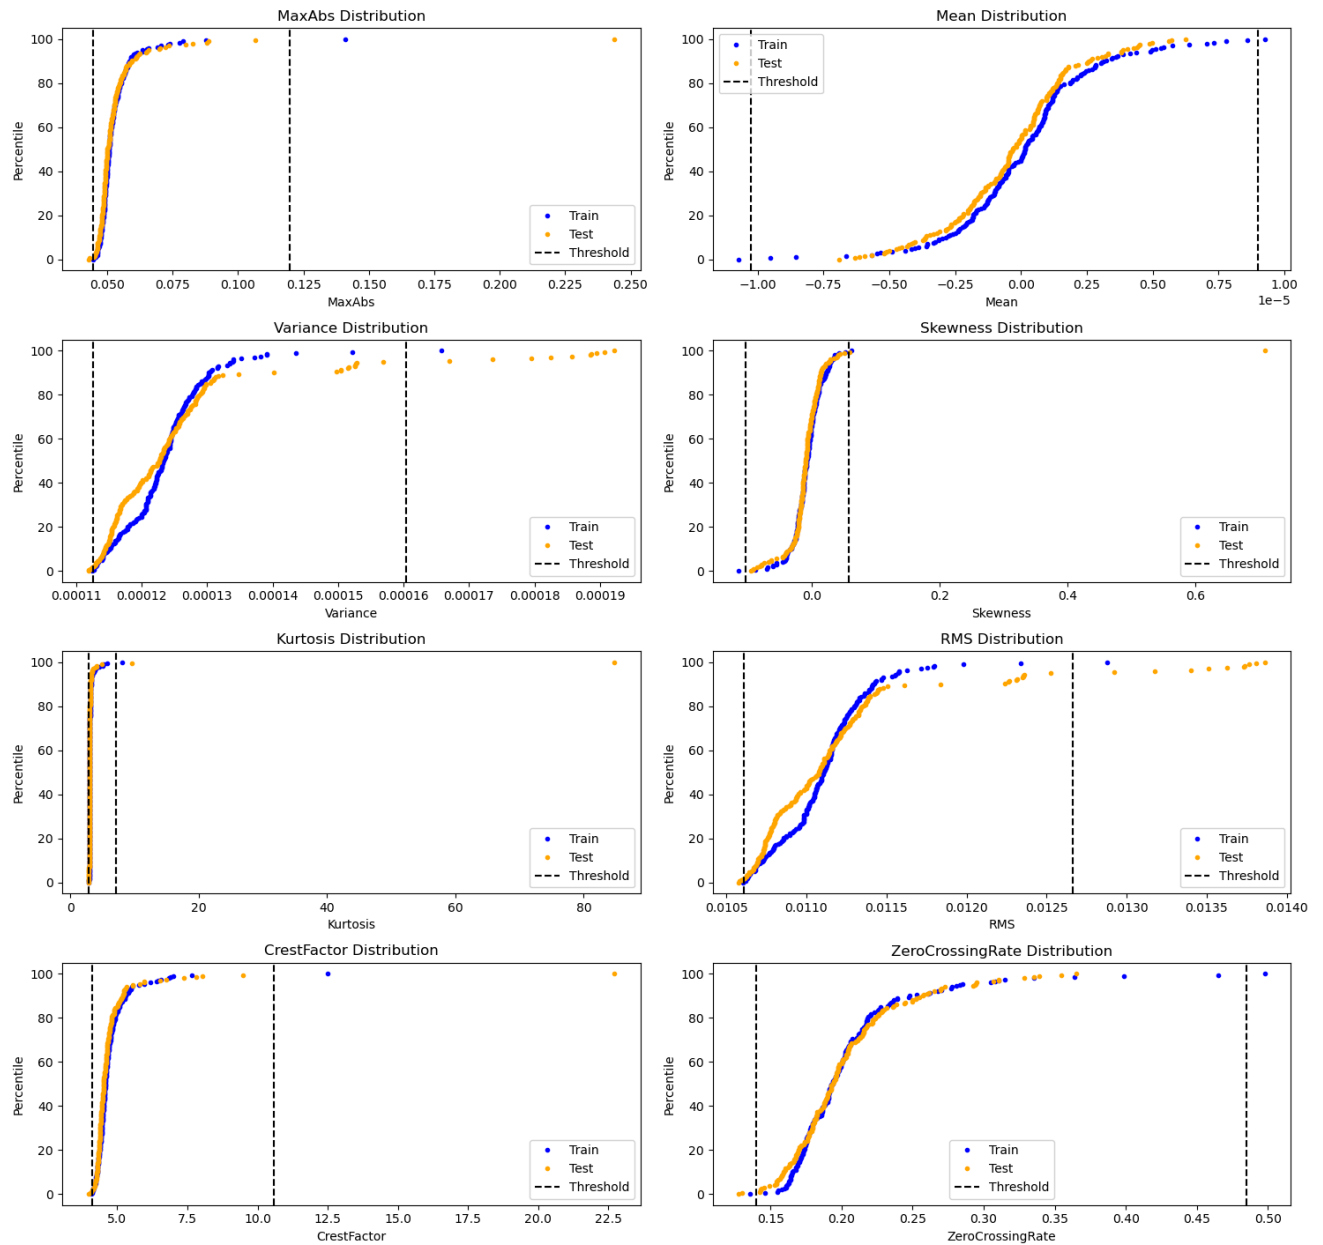 MaxAbs Distribution
100
80
60
40
20
0
Percentile
Train
Test
Threshold
0.050 0.075 0.100 0.125 0.150 0.175 0.200 0.225 0.250
MaxAbs
Mean Distribution
100
80
60
40
20
0
Percentile
Train
Test
Threshold
−1.00 −0.75 −0.50 −0.25 0.00 0.25 0.50 0.75 1.00
1e−5
Mean
Variance Distribution
100
80
60
40
20
0
Percentile
Train
Test
Threshold
0.00011 0.00012 0.00013 0.00014 0.00015 0.00016 0.00017 0.00018 0.00019
Variance
Skewness Distribution
100
80
60
40
20
0
Percentile
Train
Test
Threshold
0.0 0.2 0.4 0.6
Skewness
Kurtosis Distribution
100
80
60
40
20
0
Percentile
Train
Test
Threshold
0 20 40 60 80
Kurtosis
RMS Distribution
100
80
60
40
20
0
Percentile
Train
Test
Threshold
0.0105 0.0110 0.0115 0.0120 0.0125 0.0130 0.0135 0.0140
RMS
CrestFactor Distribution
100
80
60
40
20
0
Percentile
Train
Test
Threshold
5.0 7.5 10.0 12.5 15.0 17.5 20.0 22.5
CrestFactor
ZeroCrossingRate Distribution
100
80
60
40
20
0
Percentile
Train
Test
Threshold
0.15 0.20 0.25 0.30 0.35 0.40 0.45 0.50
ZeroCrossingRate